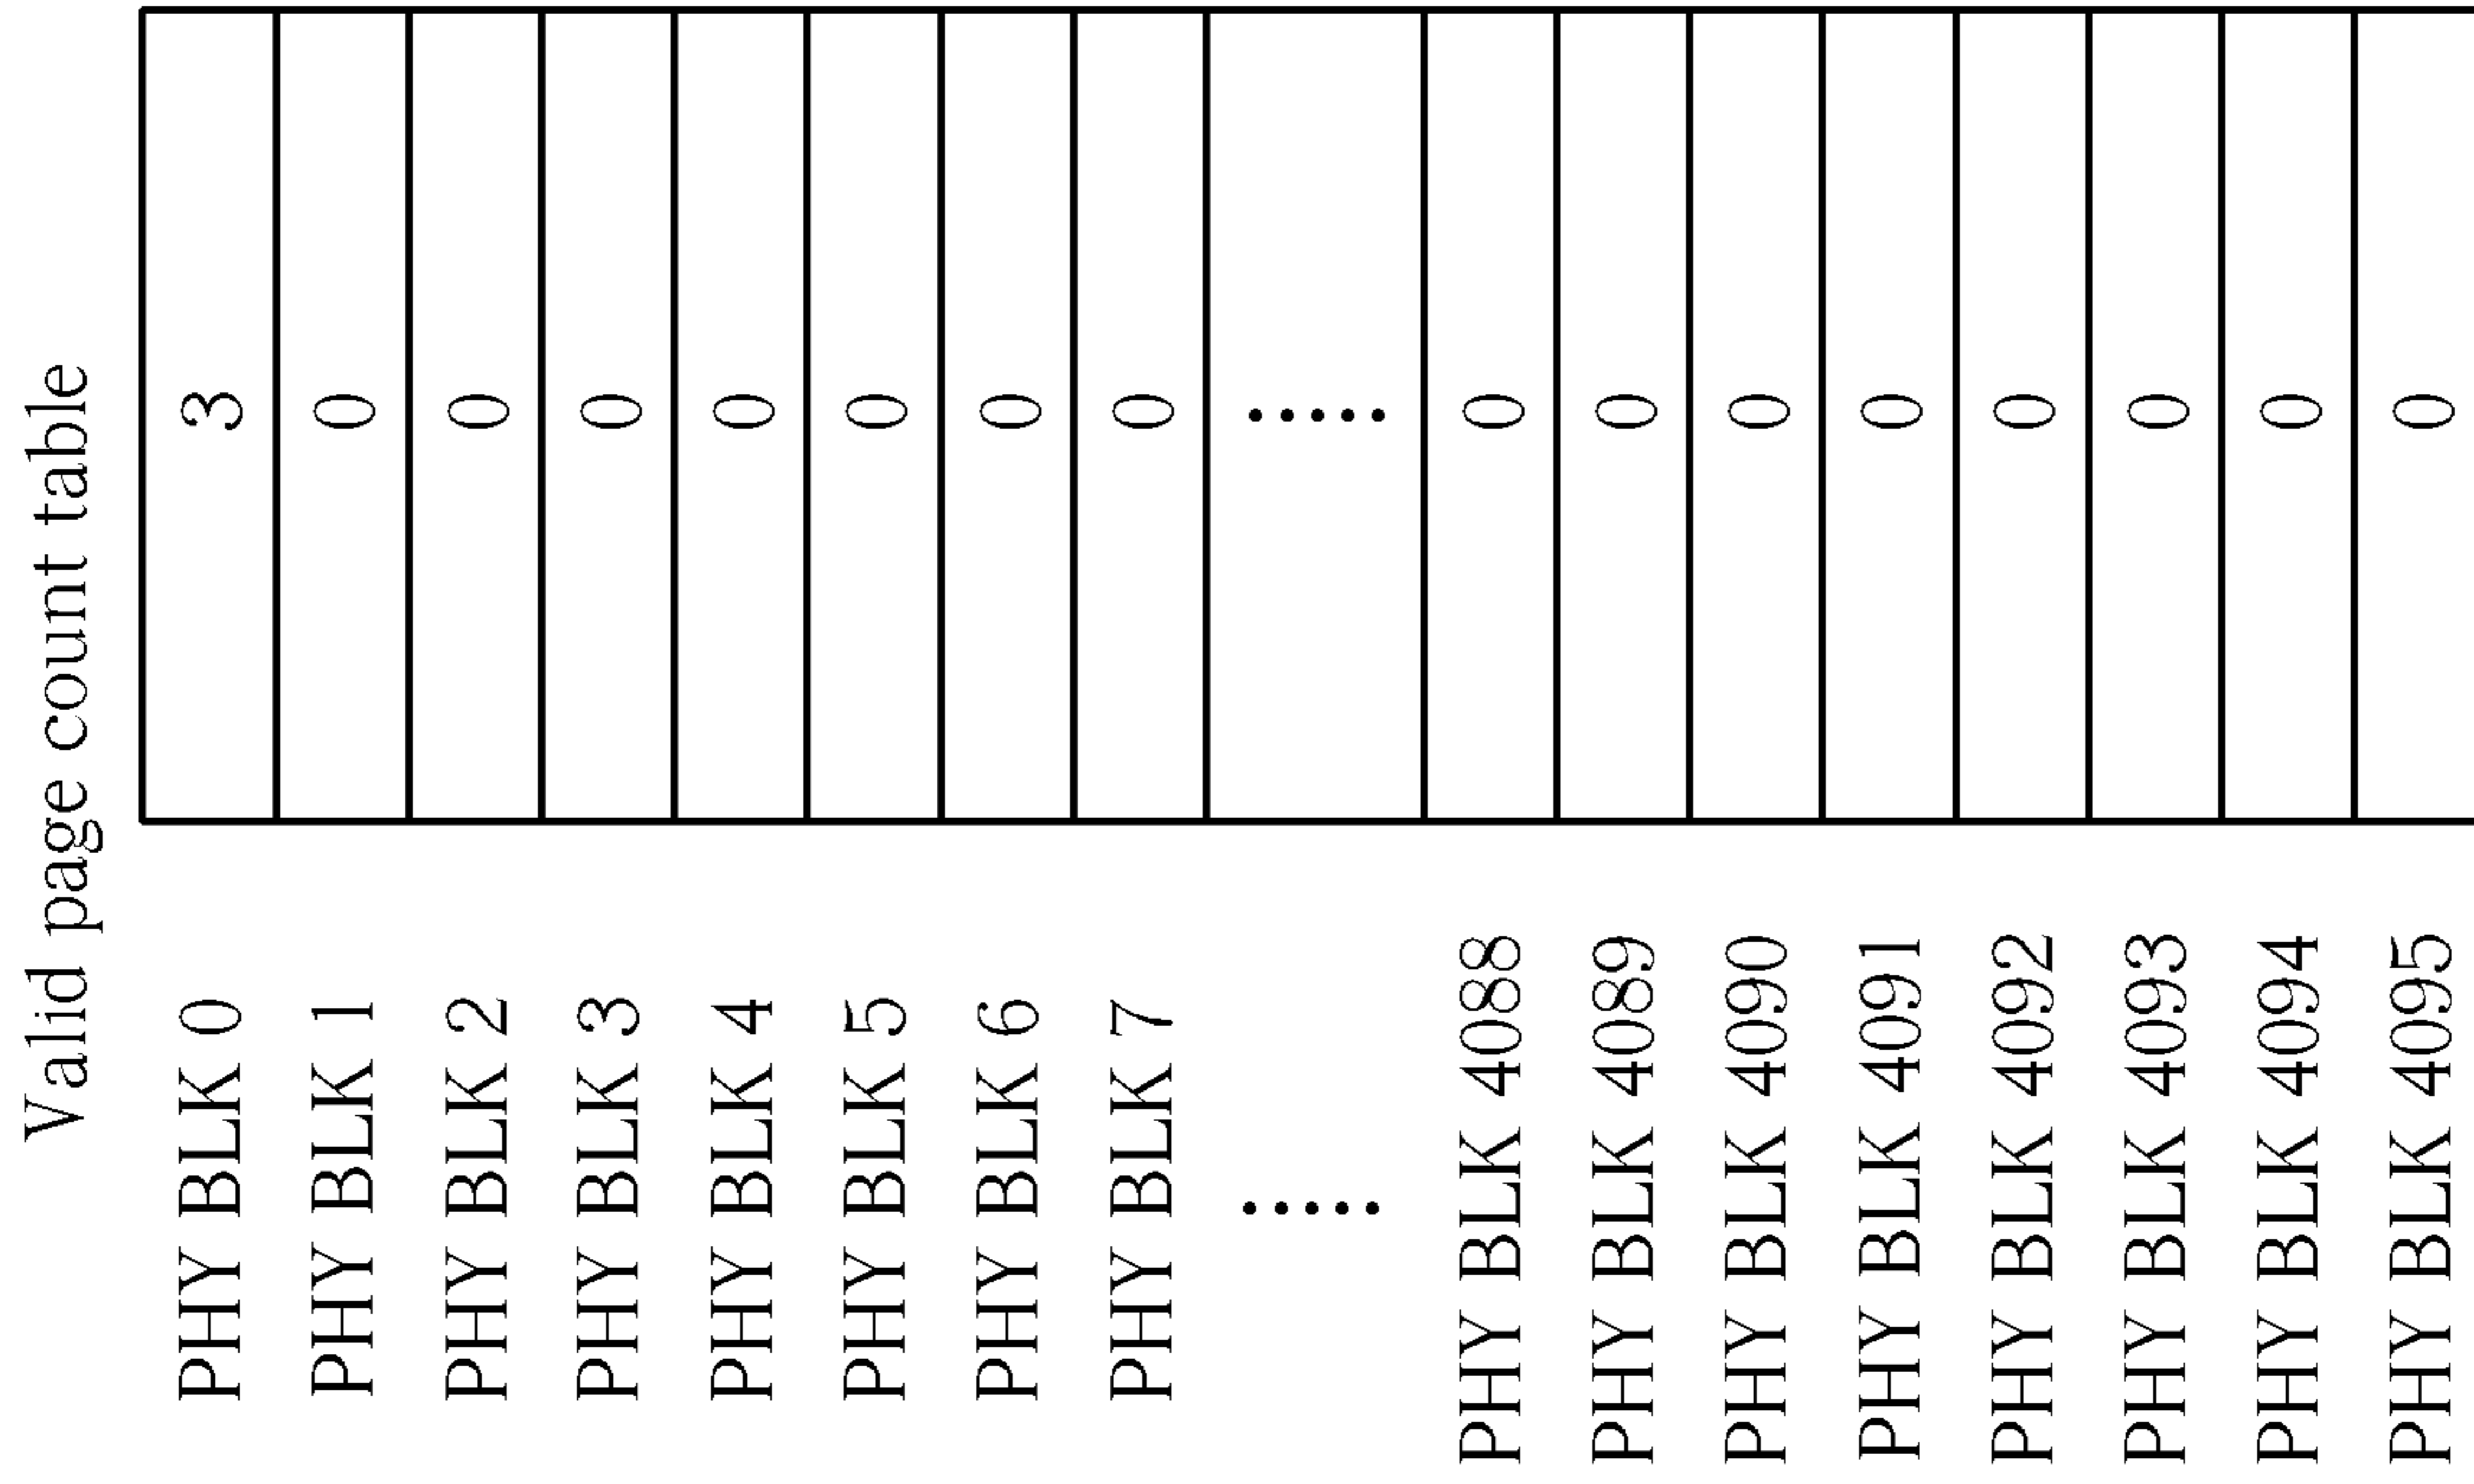 Valid page count table
PHY BLK 0 3
PHY BLK 1 0
PHY BLK 2 0
PHY BLK 3 0
PHY BLK 4 0
PHY BLK 5 0
PHY BLK 6 0
PHY BLK 7 0
..... .....
PHY BLK 4088 0
PHY BLK 4089 0
PHY BLK 4090 0
PHY BLK 4091 0
PHY BLK 4092 0
PHY BLK 4093 0
PHY BLK 4094 0
PHY BLK 4095 0